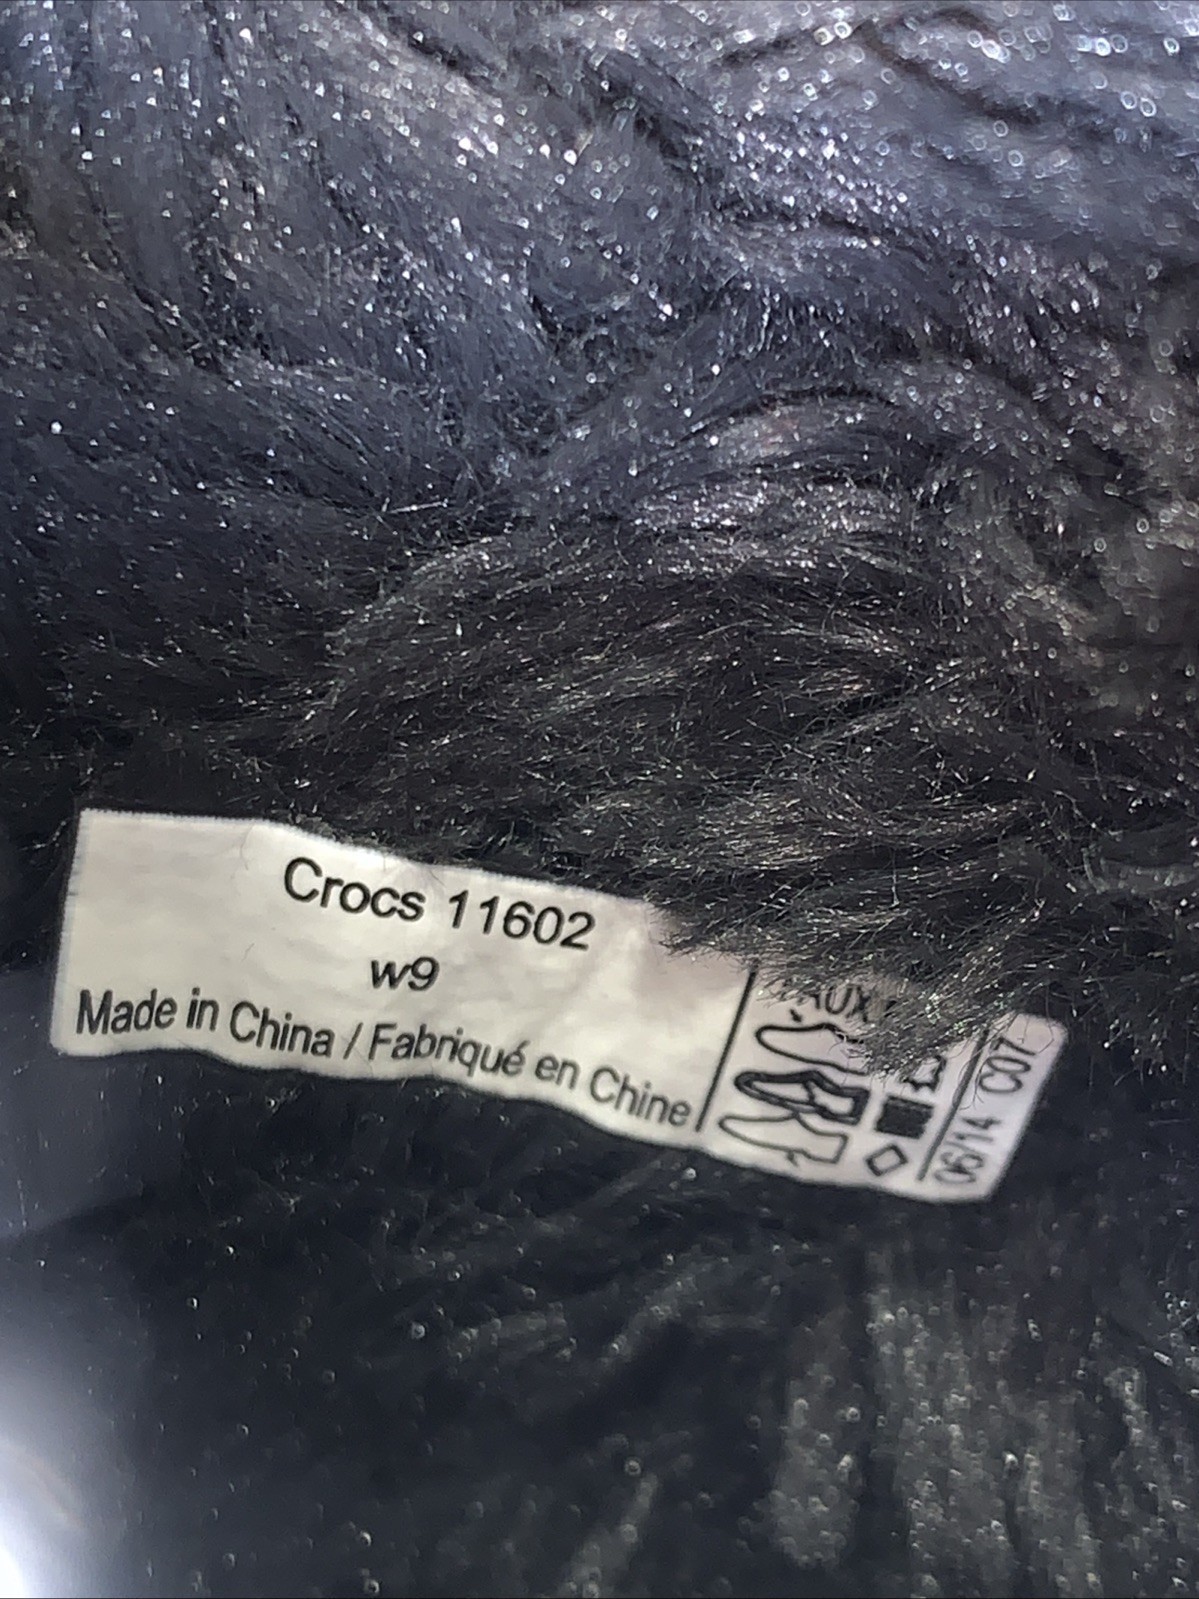 Crocs 11602
w9
Made in China / Fabriqué en Chine
06/14 C07